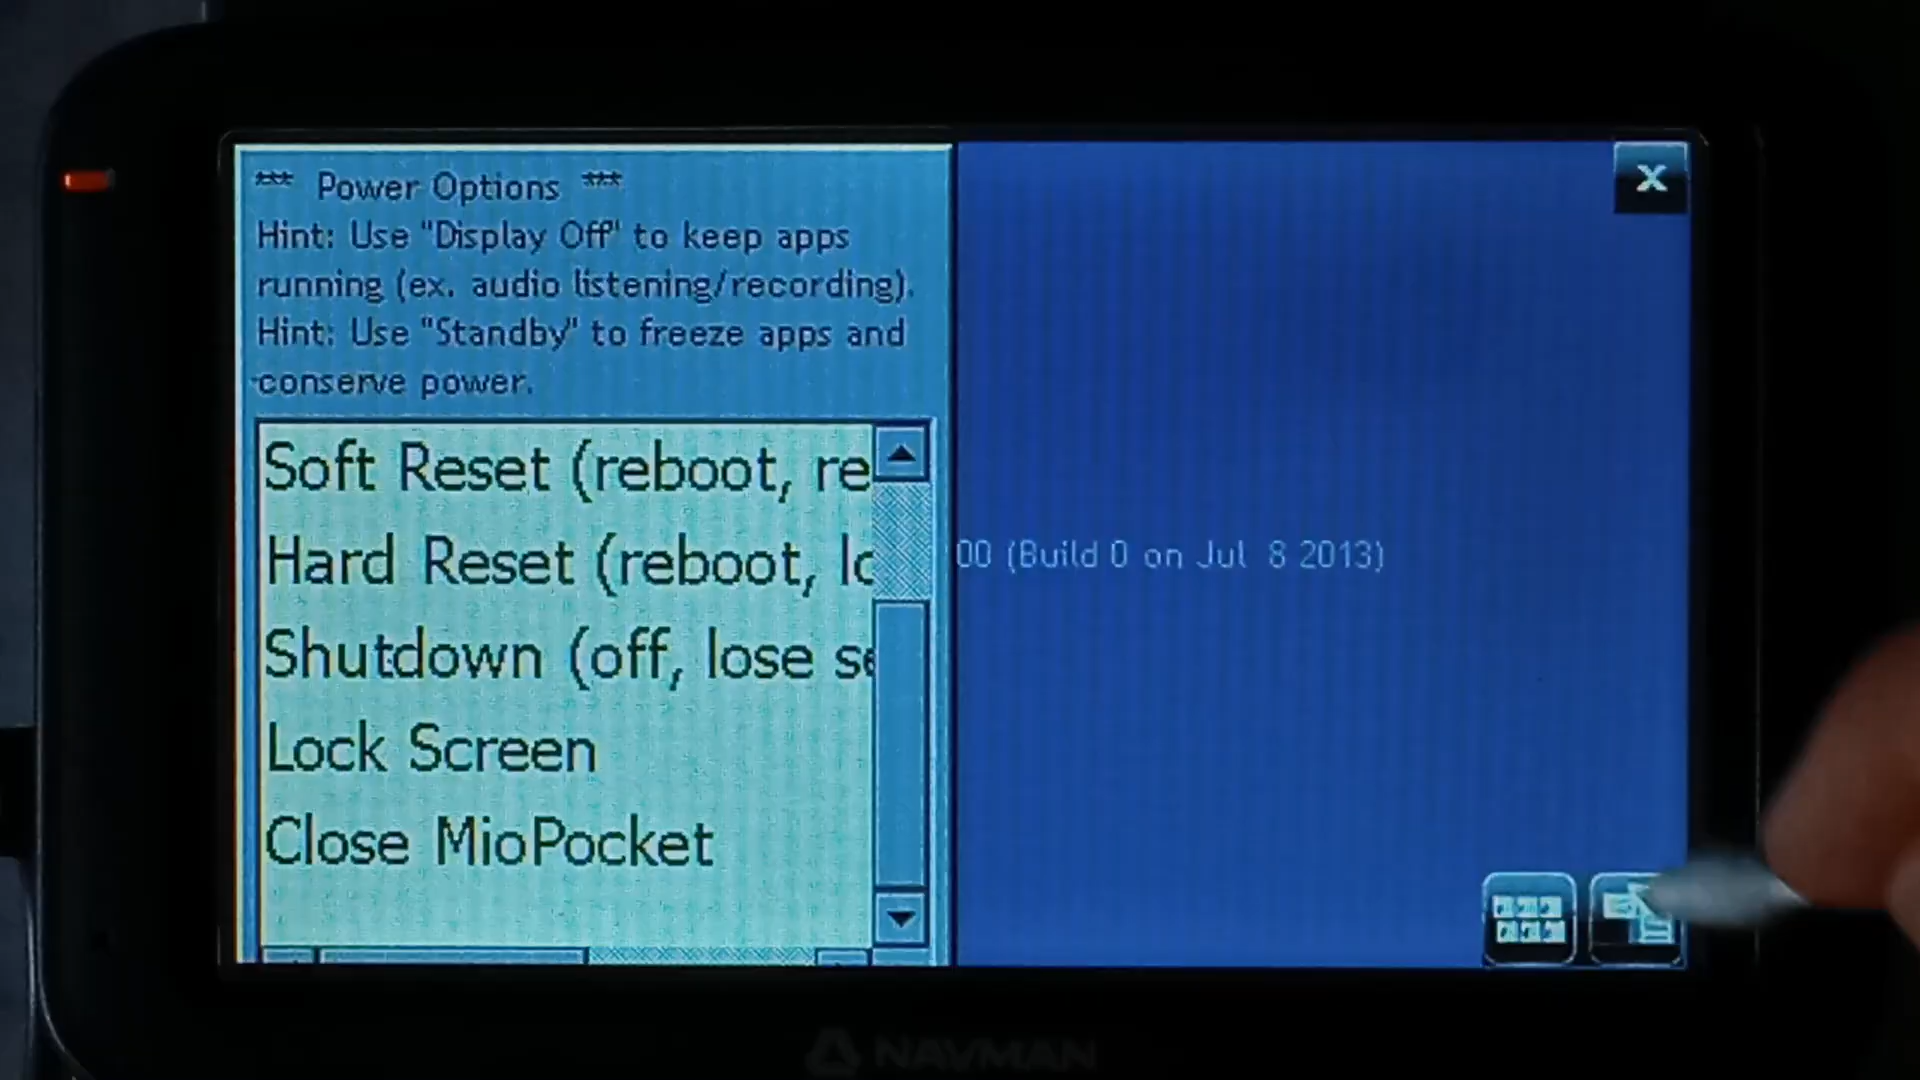 *** Power Options ***
Hint: Use "Display Off" to keep apps
running (ex. audio listening/recording).
Hint: Use "Standby" to freeze apps and
conserve power.
Soft Reset (reboot, re
Hard Reset (reboot, lo
Shutdown (off, lose se
Lock Screen
Close MioPocket
00 (Build 0 on Jul 8 2013)
X
NAVMAN